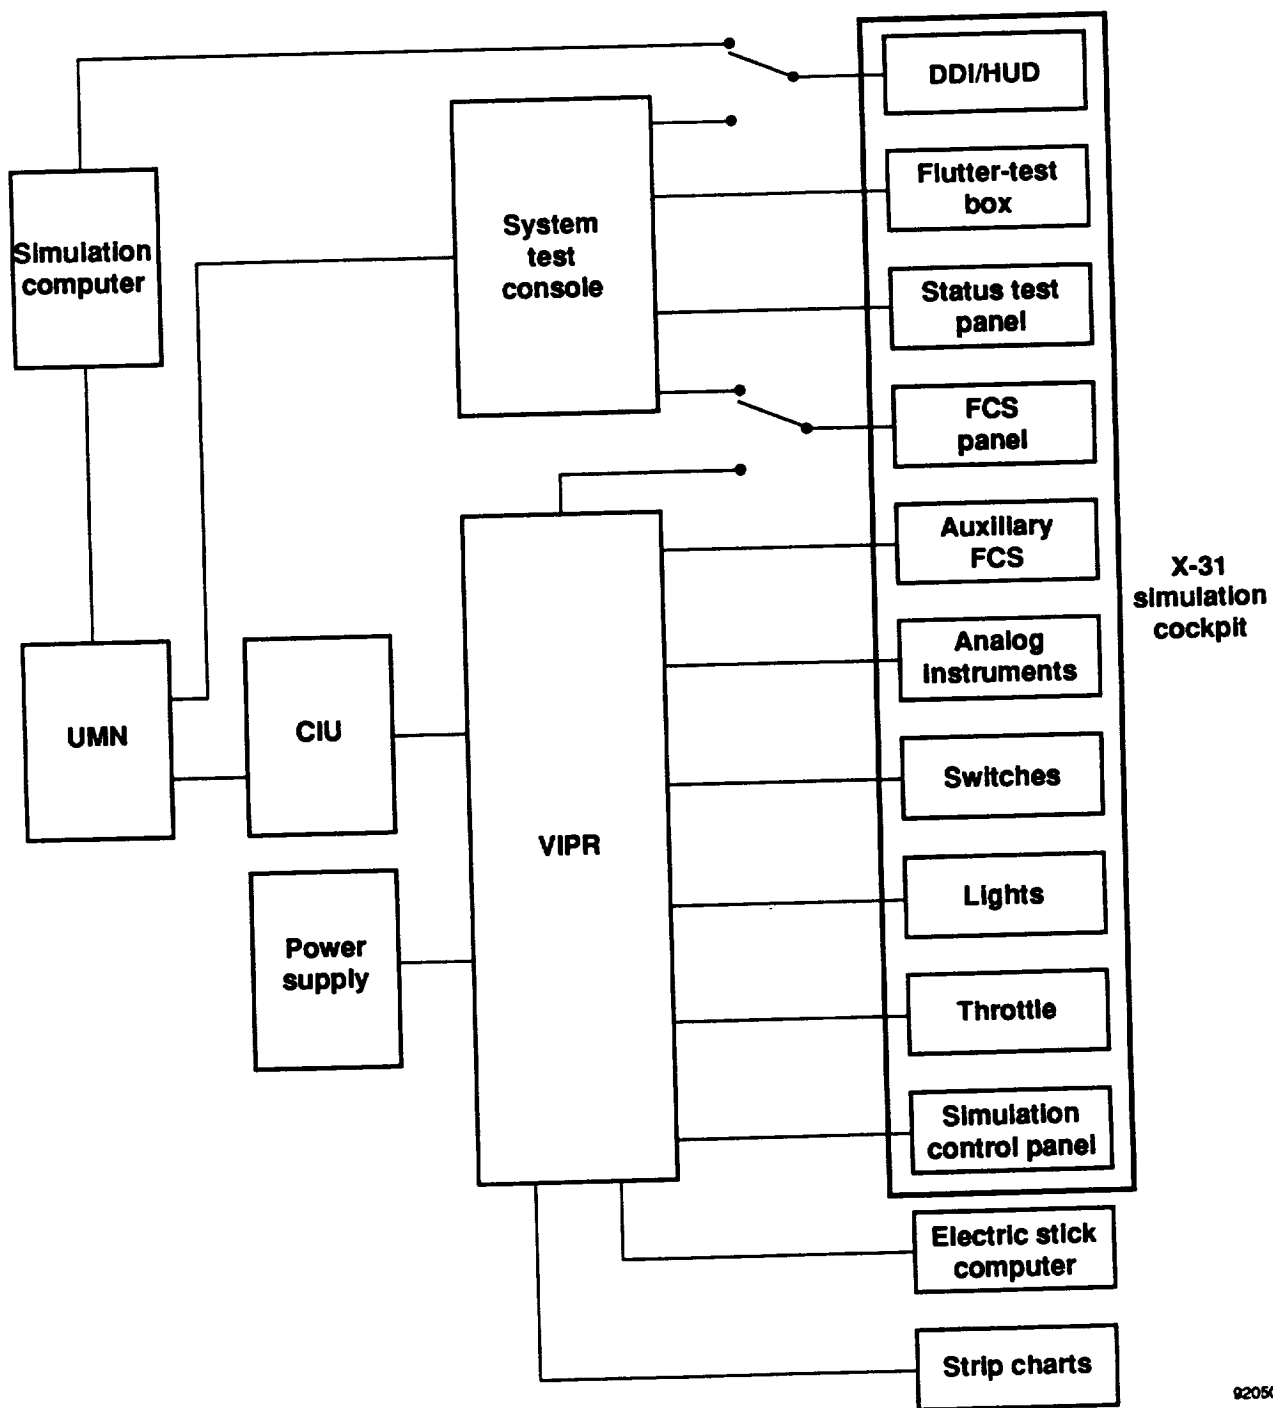 DDI/HUD
Flutter-test
box
System
test
console
Simulation
computer
Status test
panel
FCS
panel
Auxiliary
FCS
X-31
simulation
cockpit
Analog
instruments
UMN
CIU
Switches
VIPR
Lights
Power
supply
Throttle
Simulation
control panel
Electric stick
computer
Strip charts